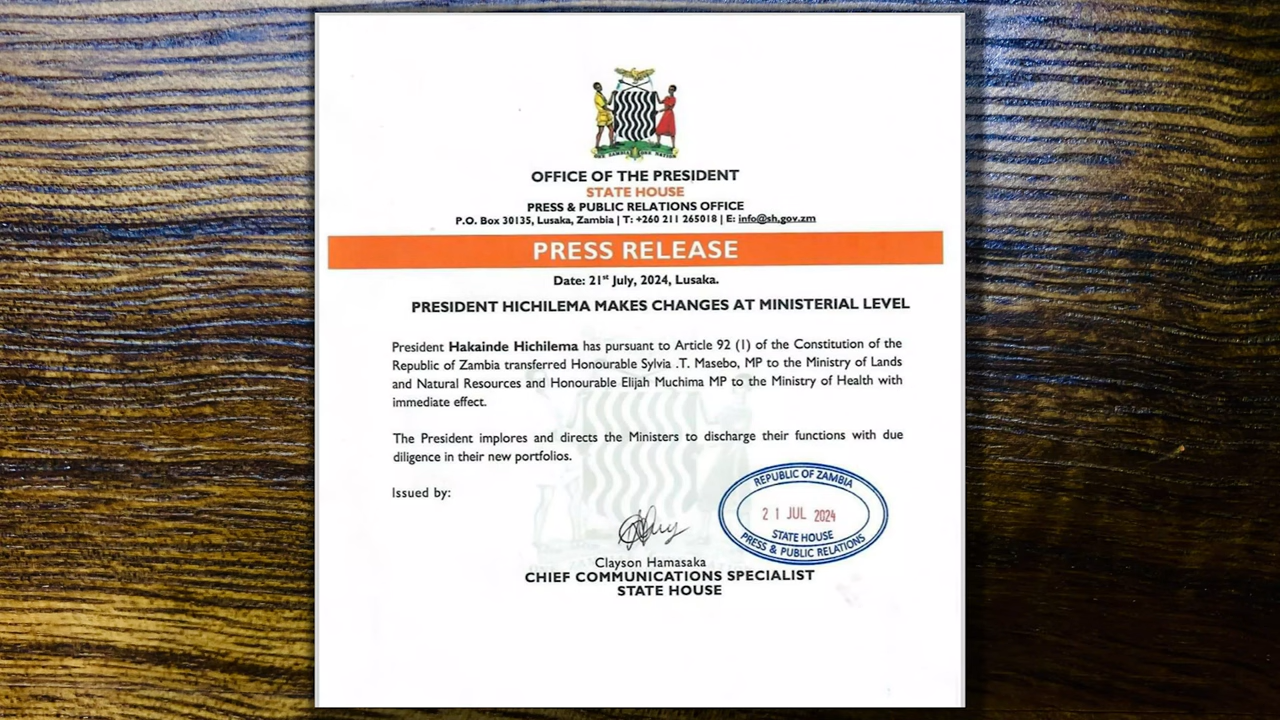 ONE ZAMBIA ONE NATION
OFFICE OF THE PRESIDENT
STATE HOUSE
PRESS & PUBLIC RELATIONS OFFICE
P.O. Box 30135, Lusaka, Zambia | T: +260 211 265018 | E: info@sh.gov.zm
PRESS RELEASE
Date: 21st July, 2024, Lusaka.
PRESIDENT HICHILEMA MAKES CHANGES AT MINISTERIAL LEVEL
President Hakainde Hichilema has pursuant to Article 92 (1) of the Constitution of the
Republic of Zambia transferred Honourable Sylvia .T. Masebo, MP to the Ministry of Lands
and Natural Resources and Honourable Elijah Muchima MP to the Ministry of Health with
immediate effect.
The President implores and directs the Ministers to discharge their functions with due
diligence in their new portfolios.
Issued by:
REPUBLIC OF ZAMBIA
21 JUL 2024
STATE HOUSE
PRESS & PUBLIC RELATIONS
Clayson Hamasaka
CHIEF COMMUNICATIONS SPECIALIST
STATE HOUSE